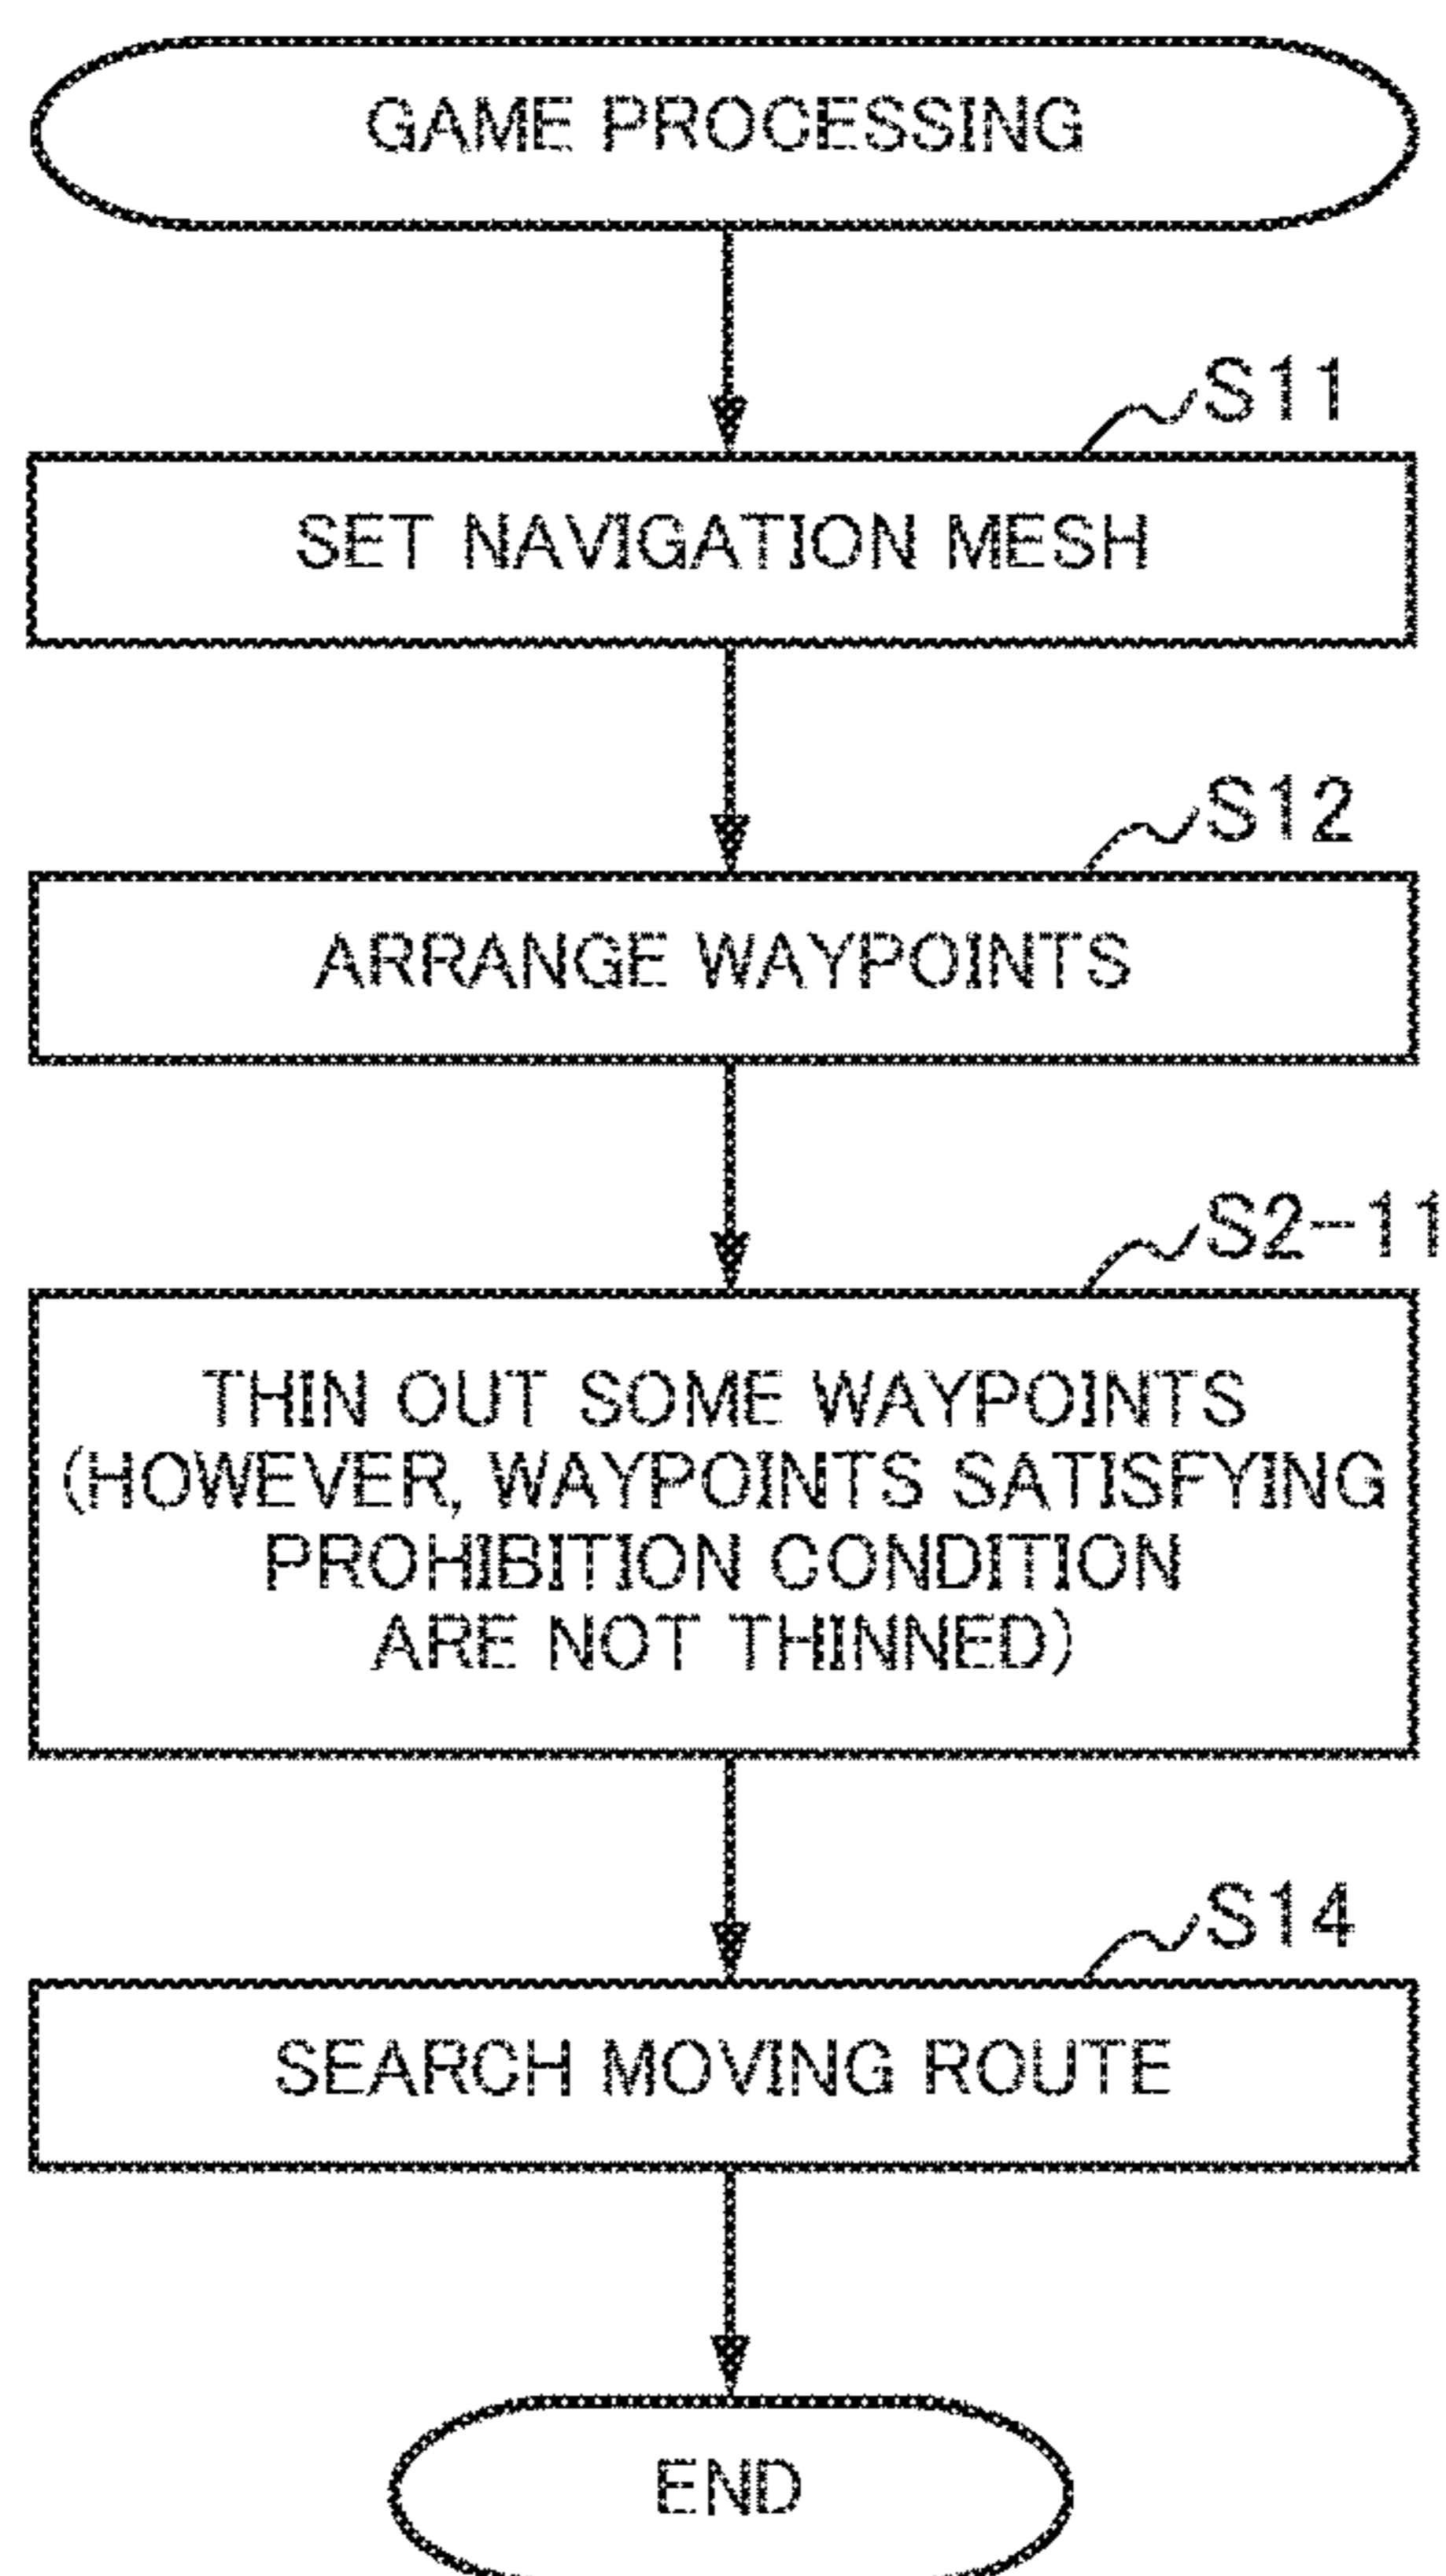 GAME PROCESSING
S11
SET NAVIGATION MESH
S12
ARRANGE WAYPOINTS
S2-11
THIN OUT SOME WAYPOINTS
(HOWEVER, WAYPOINTS SATISFYING
PROHIBITION CONDITION
ARE NOT THINNED)
S14
SEARCH MOVING ROUTE
END